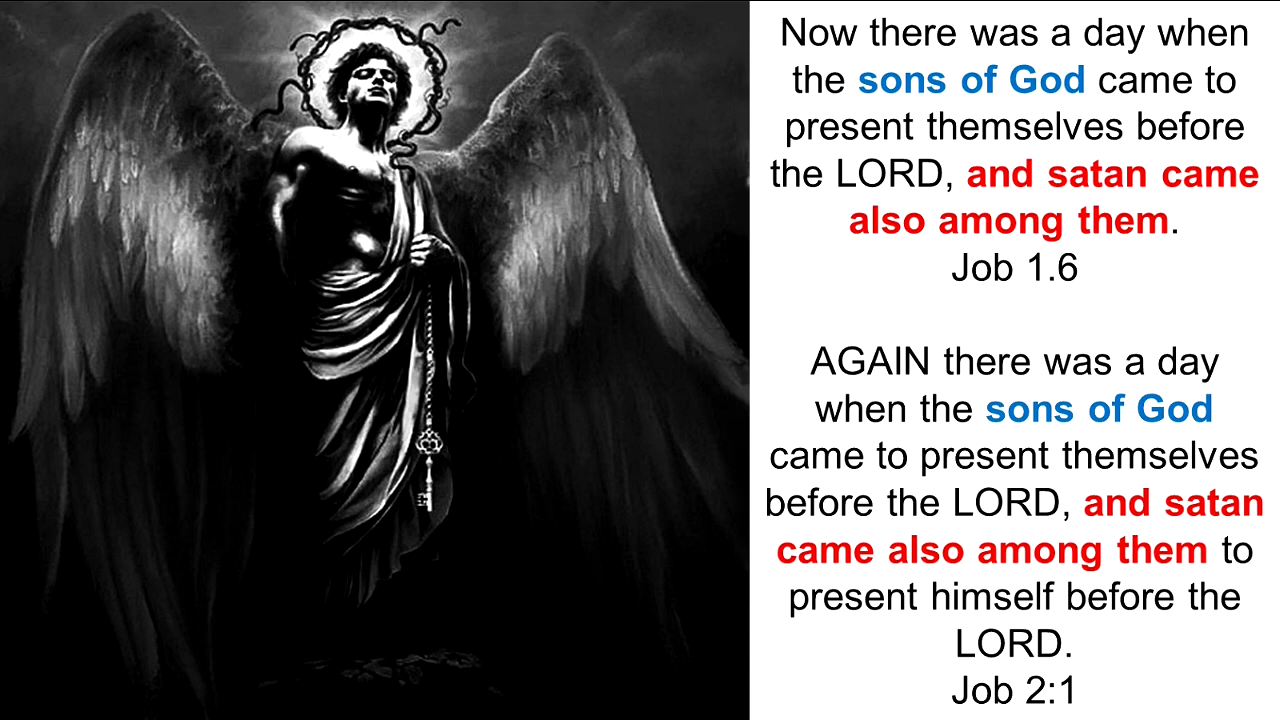 Now there was a day when
the sons of God came to
present themselves before
the LORD, and satan came
also among them.
Job 1.6
AGAIN there was a day
when the sons of God
came to present themselves
before the LORD, and satan
came also among them to
present himself before the
LORD.
Job 2:1